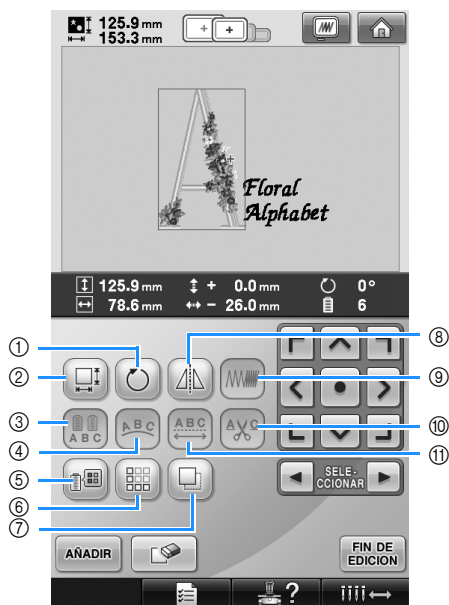 125.9 mm
153.3 mm
Floral
Alphabet
125.9 mm + 0.0 mm 0°
78.6 mm - 26.0 mm 6
① ⑧
② ⑨
③ ABC ABC ABC A C ⑩
④ ⑪
⑤
⑥
⑦
SELE-
CCIONAR
AÑADIR
FIN DE
EDICION
?